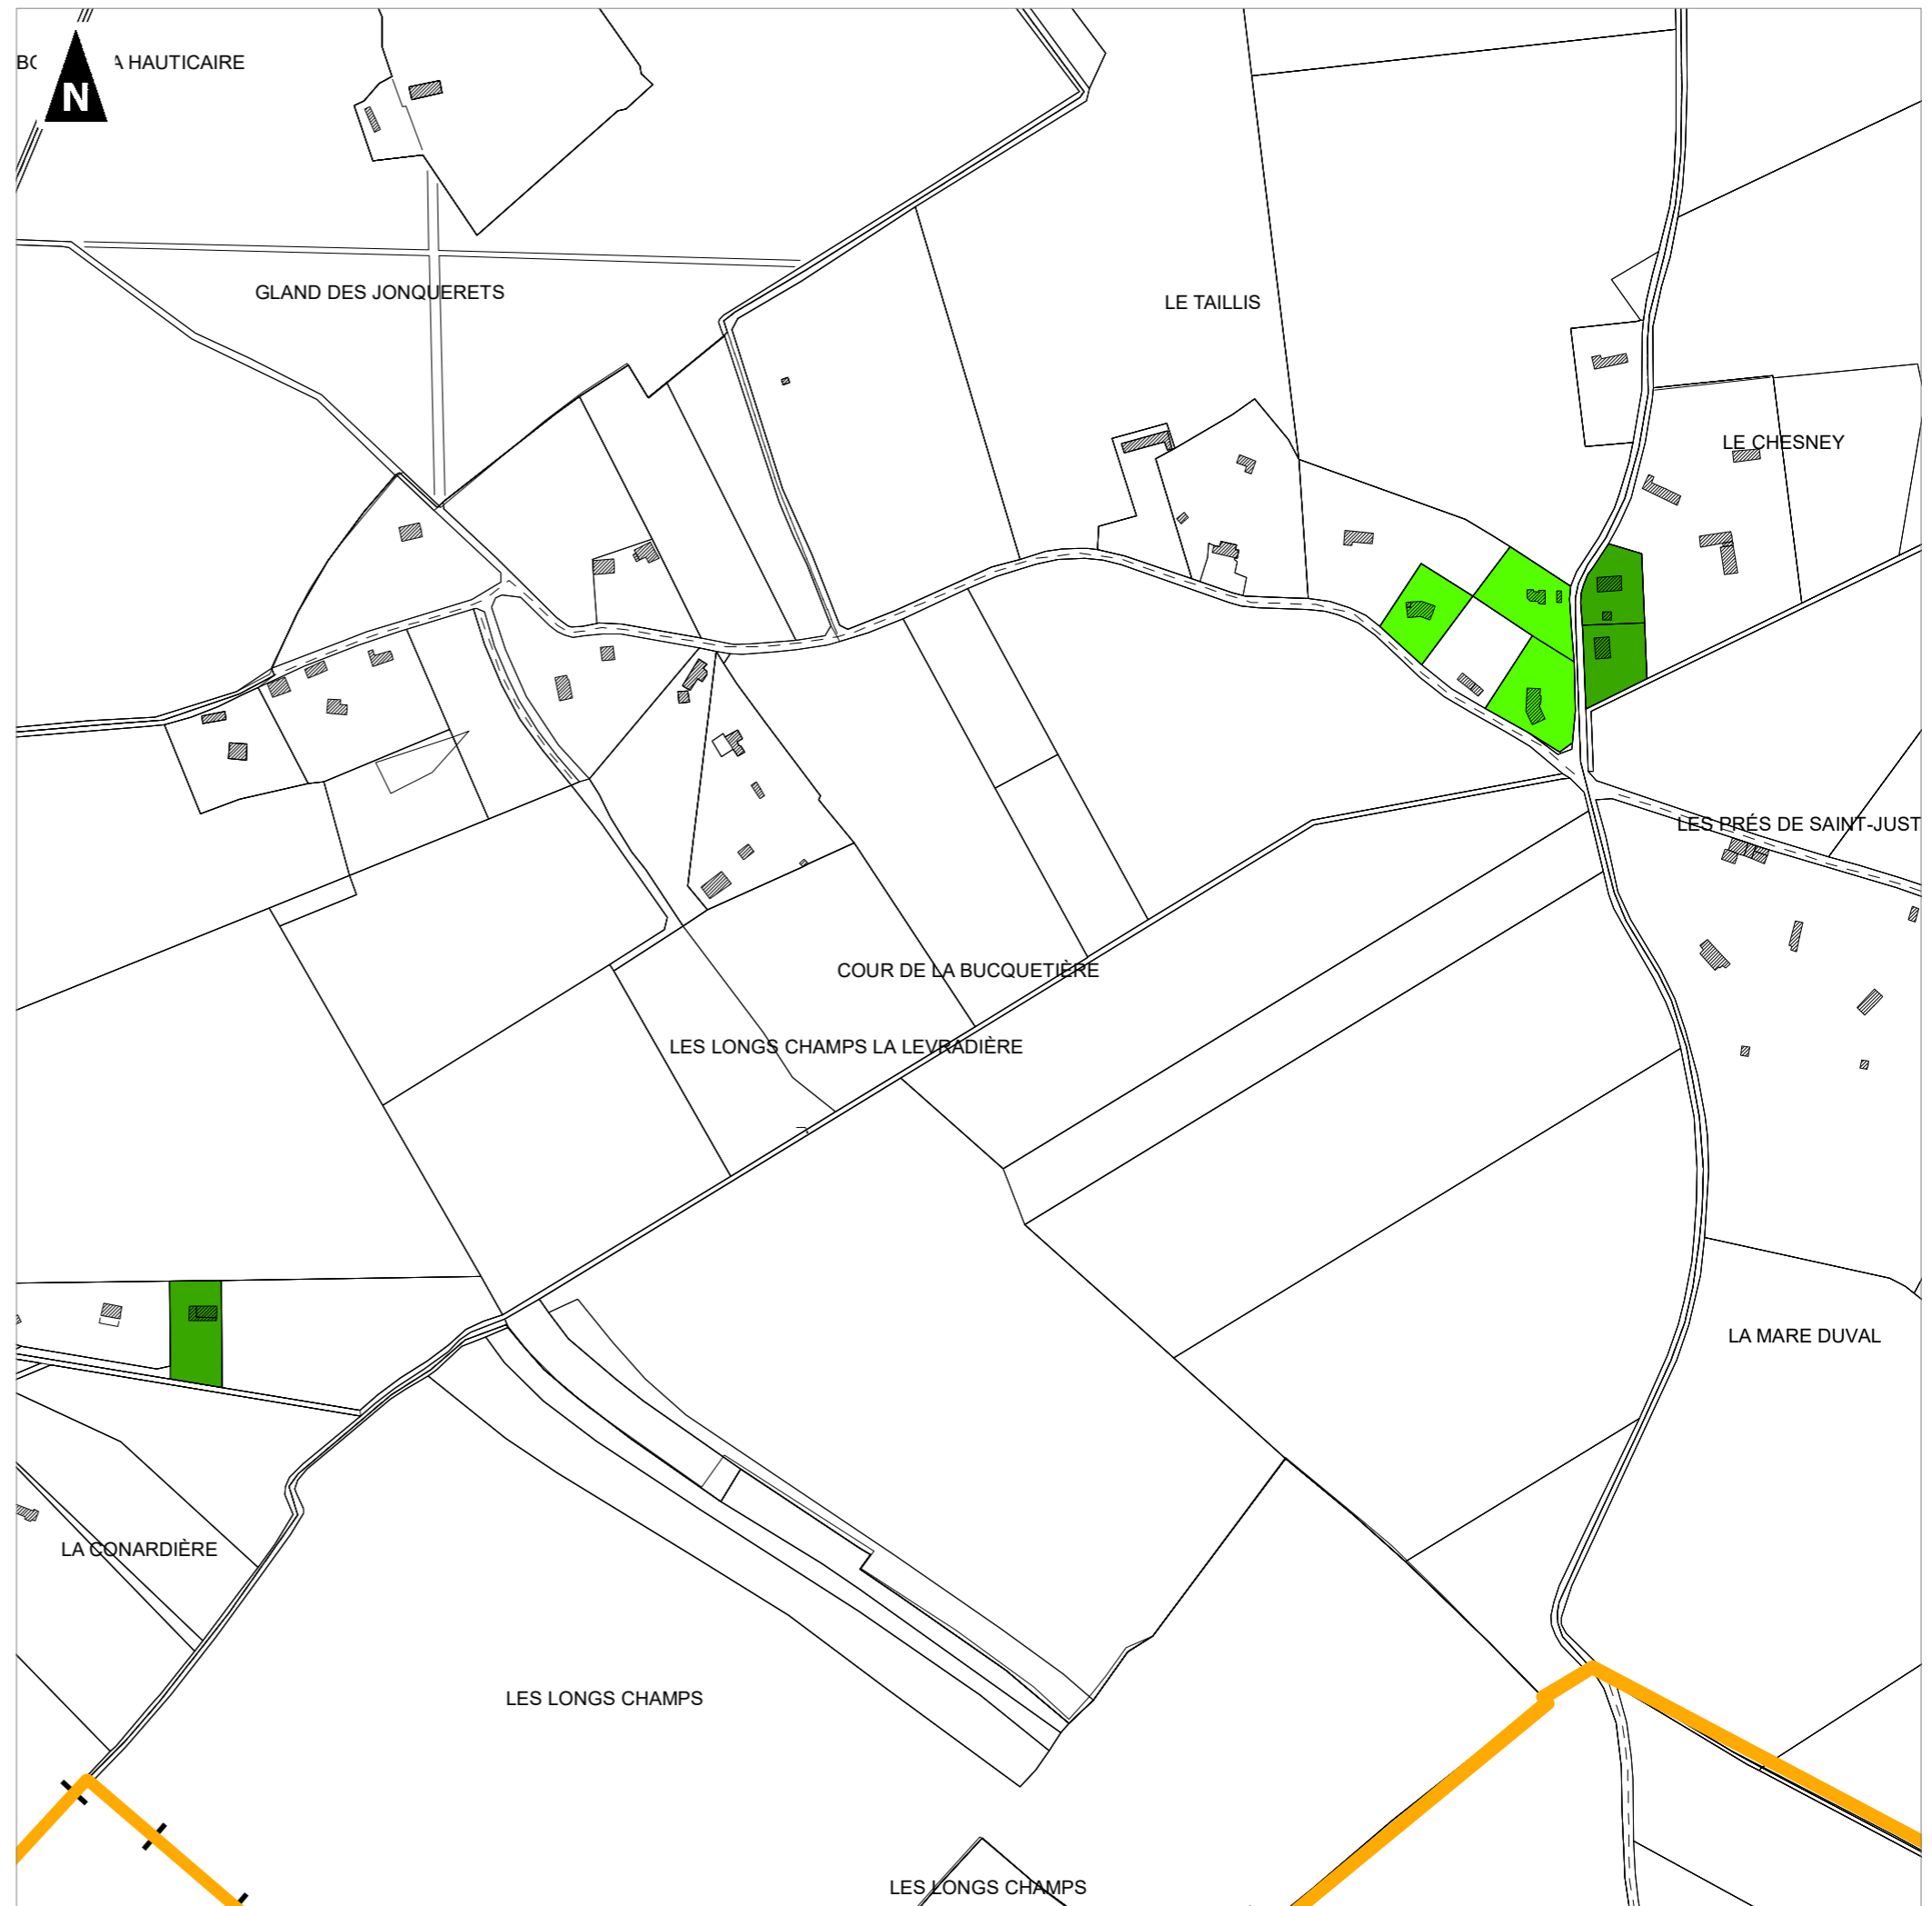 A HAUTICAIRE
N
GLAND DES JONQUERETS
LE TAILLIS
LE CHESNEY
LES PRÉS DE SAINT-JUST
COUR DE LA BUCQUETIÈRE
LES LONGS CHAMPS LA LEVRADIÈRE
LA MARE DUVAL
LA CONARDIÈRE
LES LONGS CHAMPS
LES LONGS CHAMPS